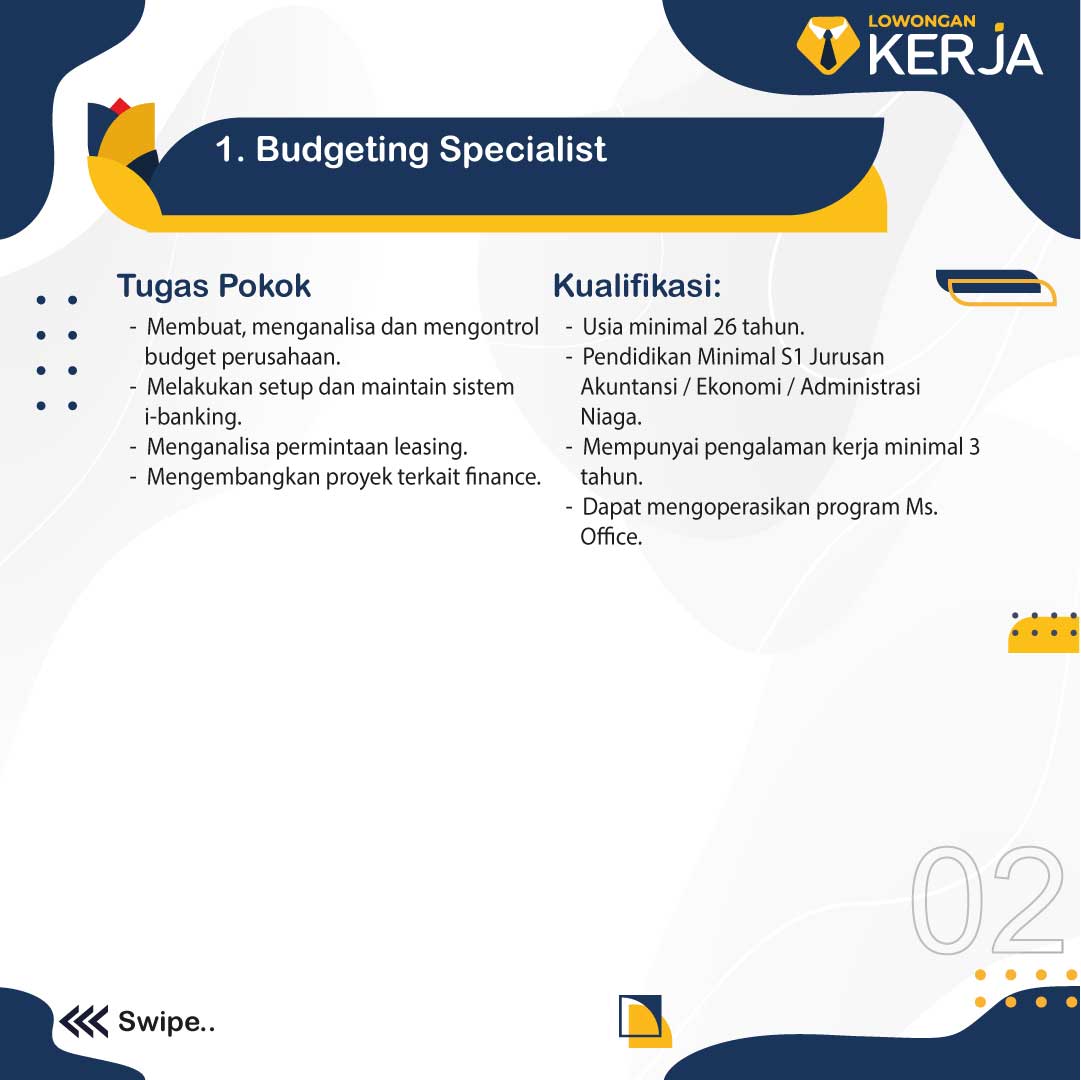 LOWONGAN
KERJA
1. Budgeting Specialist
Tugas Pokok
- Membuat, menganalisa dan mengontrol
budget perusahaan.
- Melakukan setup dan maintain sistem
i-banking.
- Menganalisa permintaan leasing.
- Mengembangkan proyek terkait finance.
Kualifikasi:
- Usia minimal 26 tahun.
- Pendidikan Minimal S1 Jurusan
Akuntansi / Ekonomi / Administrasi
Niaga.
- Mempunyai pengalaman kerja minimal 3
tahun.
- Dapat mengoperasikan program Ms.
Office.
02
Swipe..